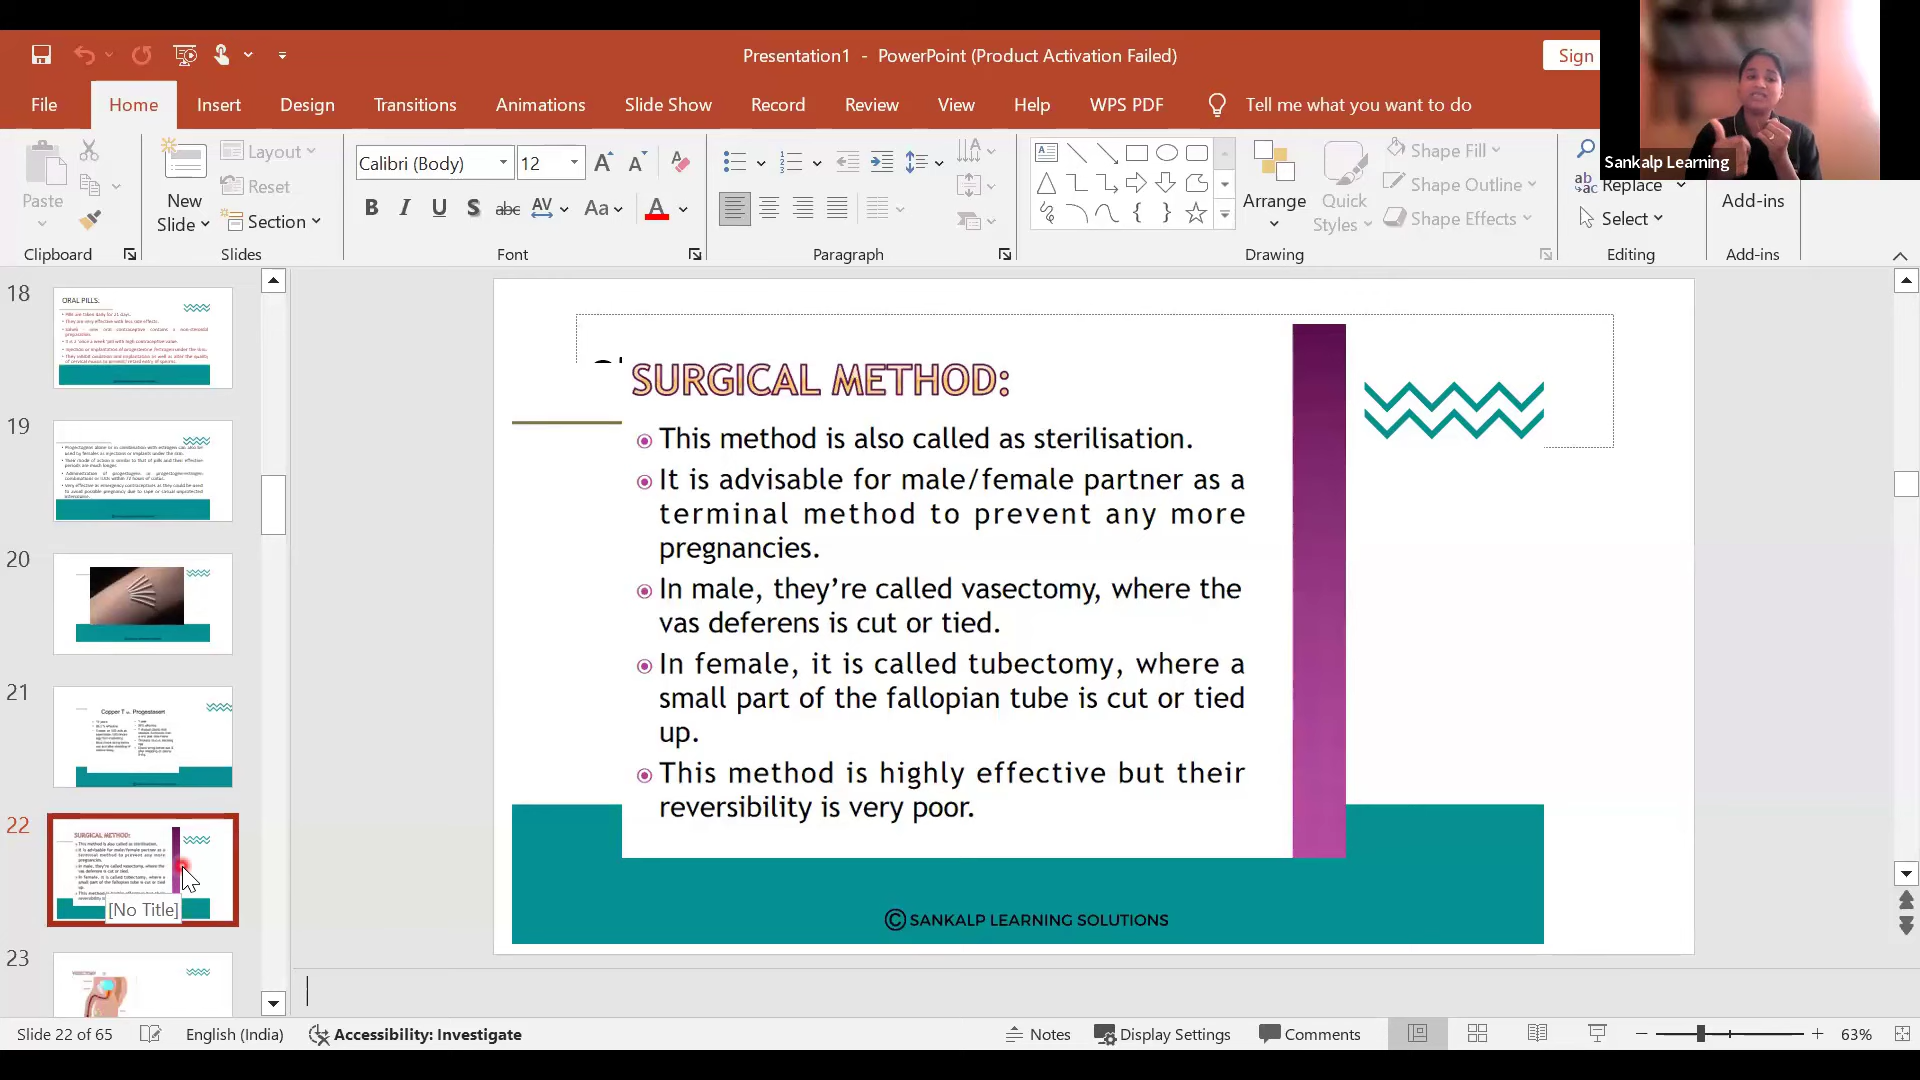 Presentation1 - PowerPoint (Product Activation Failed)
Sign
File Home Insert Design Transitions Animations Slide Show Record Review View Help WPS PDF Tell me what you want to do
Sankalp Learning
Paste
New
Slide
Layout
Reset
Section
Calibri (Body) 12
Arrange
Quick
Styles
Shape Fill
Shape Outline
Shape Effects
Replace
Select
Add-ins
Clipboard Slides Font Paragraph Drawing Editing Add-ins
18
ORAL PILLS:
19
20
21
Copper T vs. Progestasert
22
SURGICAL METHOD:
[No Title]
23
SURGICAL METHOD:
This method is also called as sterilisation.
It is advisable for male/female partner as a
terminal method to prevent any more
pregnancies.
In male, they’re called vasectomy, where the
vas deferens is cut or tied.
In female, it is called tubectomy, where a
small part of the fallopian tube is cut or tied
up.
This method is highly effective but their
reversibility is very poor.
© SANKALP LEARNING SOLUTIONS
Slide 22 of 65 English (India) Accessibility: Investigate Notes Display Settings Comments 63%